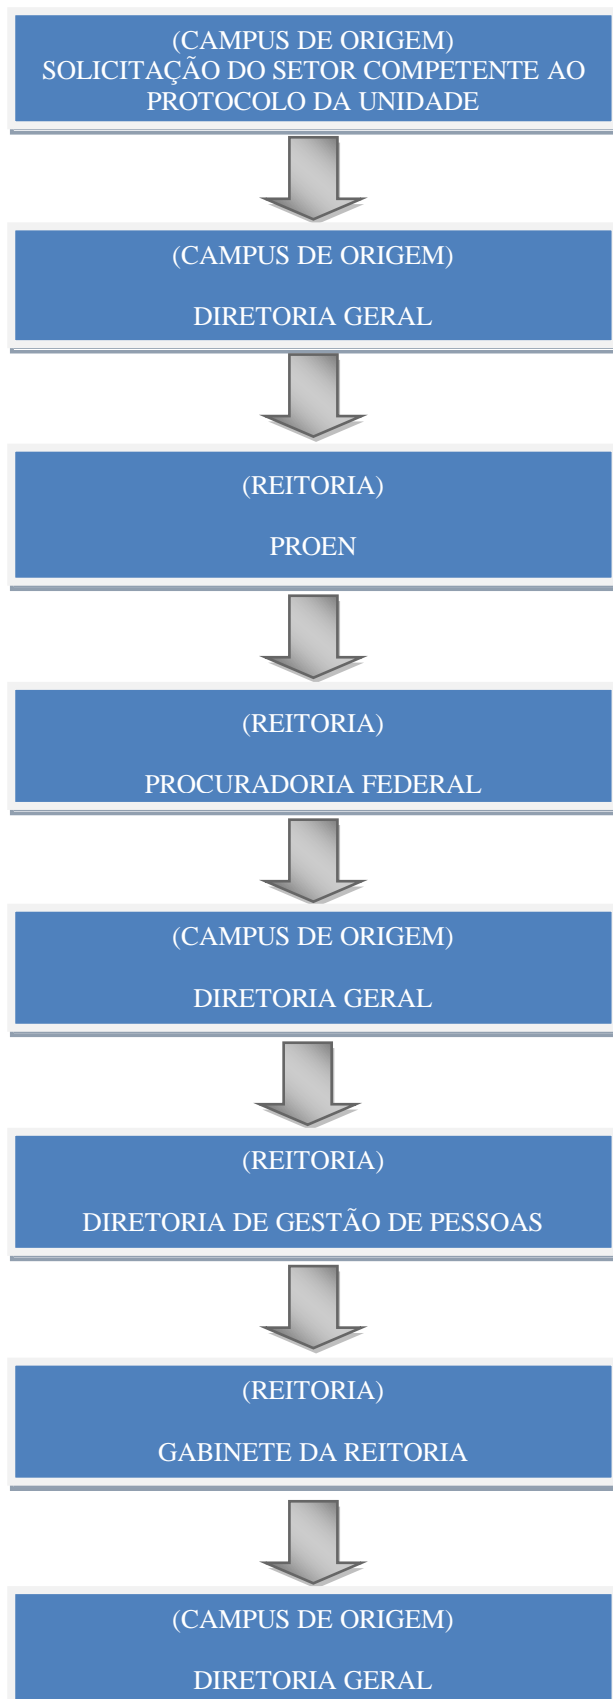 (CAMPUS DE ORIGEM)
SOLICITAÇÃO DO SETOR COMPETENTE AO
PROTOCOLO DA UNIDADE
(CAMPUS DE ORIGEM)
DIRETORIA GERAL
(REITORIA)
PROEN
(REITORIA)
PROCURADORIA FEDERAL
(CAMPUS DE ORIGEM)
DIRETORIA GERAL
(REITORIA)
DIRETORIA DE GESTÃO DE PESSOAS
(REITORIA)
GABINETE DA REITORIA
(CAMPUS DE ORIGEM)
DIRETORIA GERAL